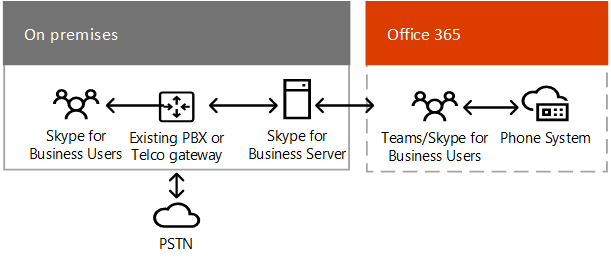 On premises
Office 365
Skype for
Business Users
Existing PBX or
Telco gateway
Skype for
Business Server
Teams/Skype for
Business Users
Phone System
PSTN